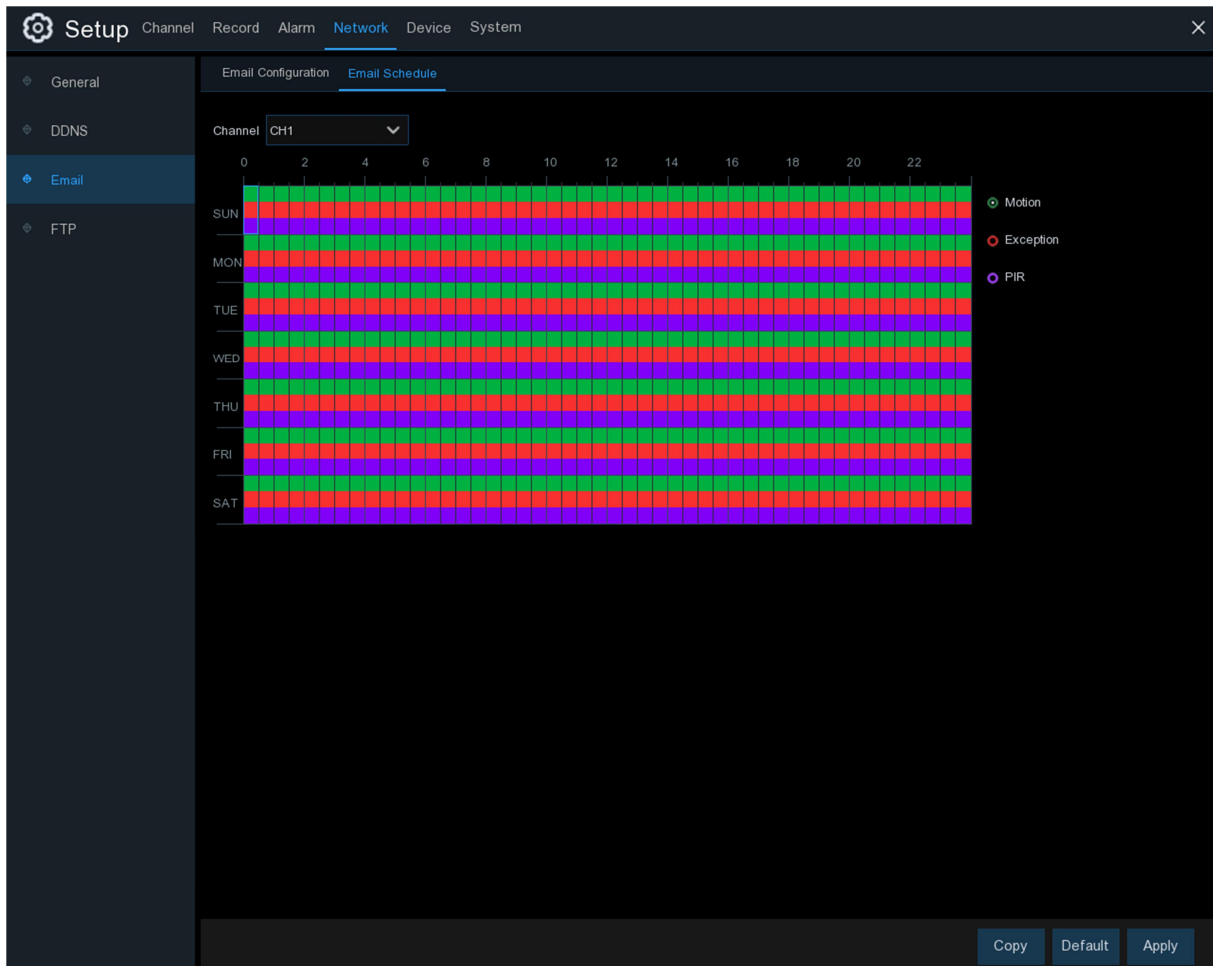 Setup Channel Record Alarm Network Device System
General
DDNS
Email
FTP
Email Configuration Email Schedule
Channel CH1
0 2 4 6 8 10 12 14 16 18 20 22
SUN
MON
TUE
WED
THU
FRI
SAT
Motion
Exception
PIR
Copy Default Apply